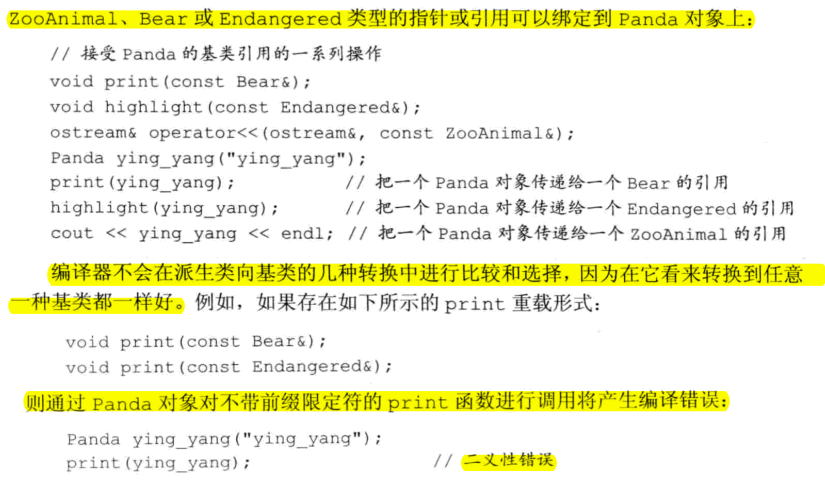 ZooAnimal、Bear 或 Endangered 类型的指针或引用可以绑定到 Panda 对象上：
// 接受 Panda 的基类引用的一系列操作
void print(const Bear&);
void highlight(const Endangered&);
ostream& operator<<(ostream&, const ZooAnimal&);
Panda ying_yang("ying_yang");
print(ying_yang); // 把一个 Panda 对象传递给一个 Bear 的引用
highlight(ying_yang); // 把一个 Panda 对象传递给一个 Endangered 的引用
cout << ying_yang << endl; // 把一个 Panda 对象传递给一个 ZooAnimal 的引用
编译器不会在派生类向基类的几种转换中进行比较和选择，因为在它看来转换到任意
一种基类都一样好。例如，如果存在如下所示的 print 重载形式：
void print(const Bear&);
void print(const Endangered&);
则通过 Panda 对象对不带前缀限定符的 print 函数进行调用将产生编译错误：
Panda ying_yang("ying_yang");
print(ying_yang); // 二义性错误